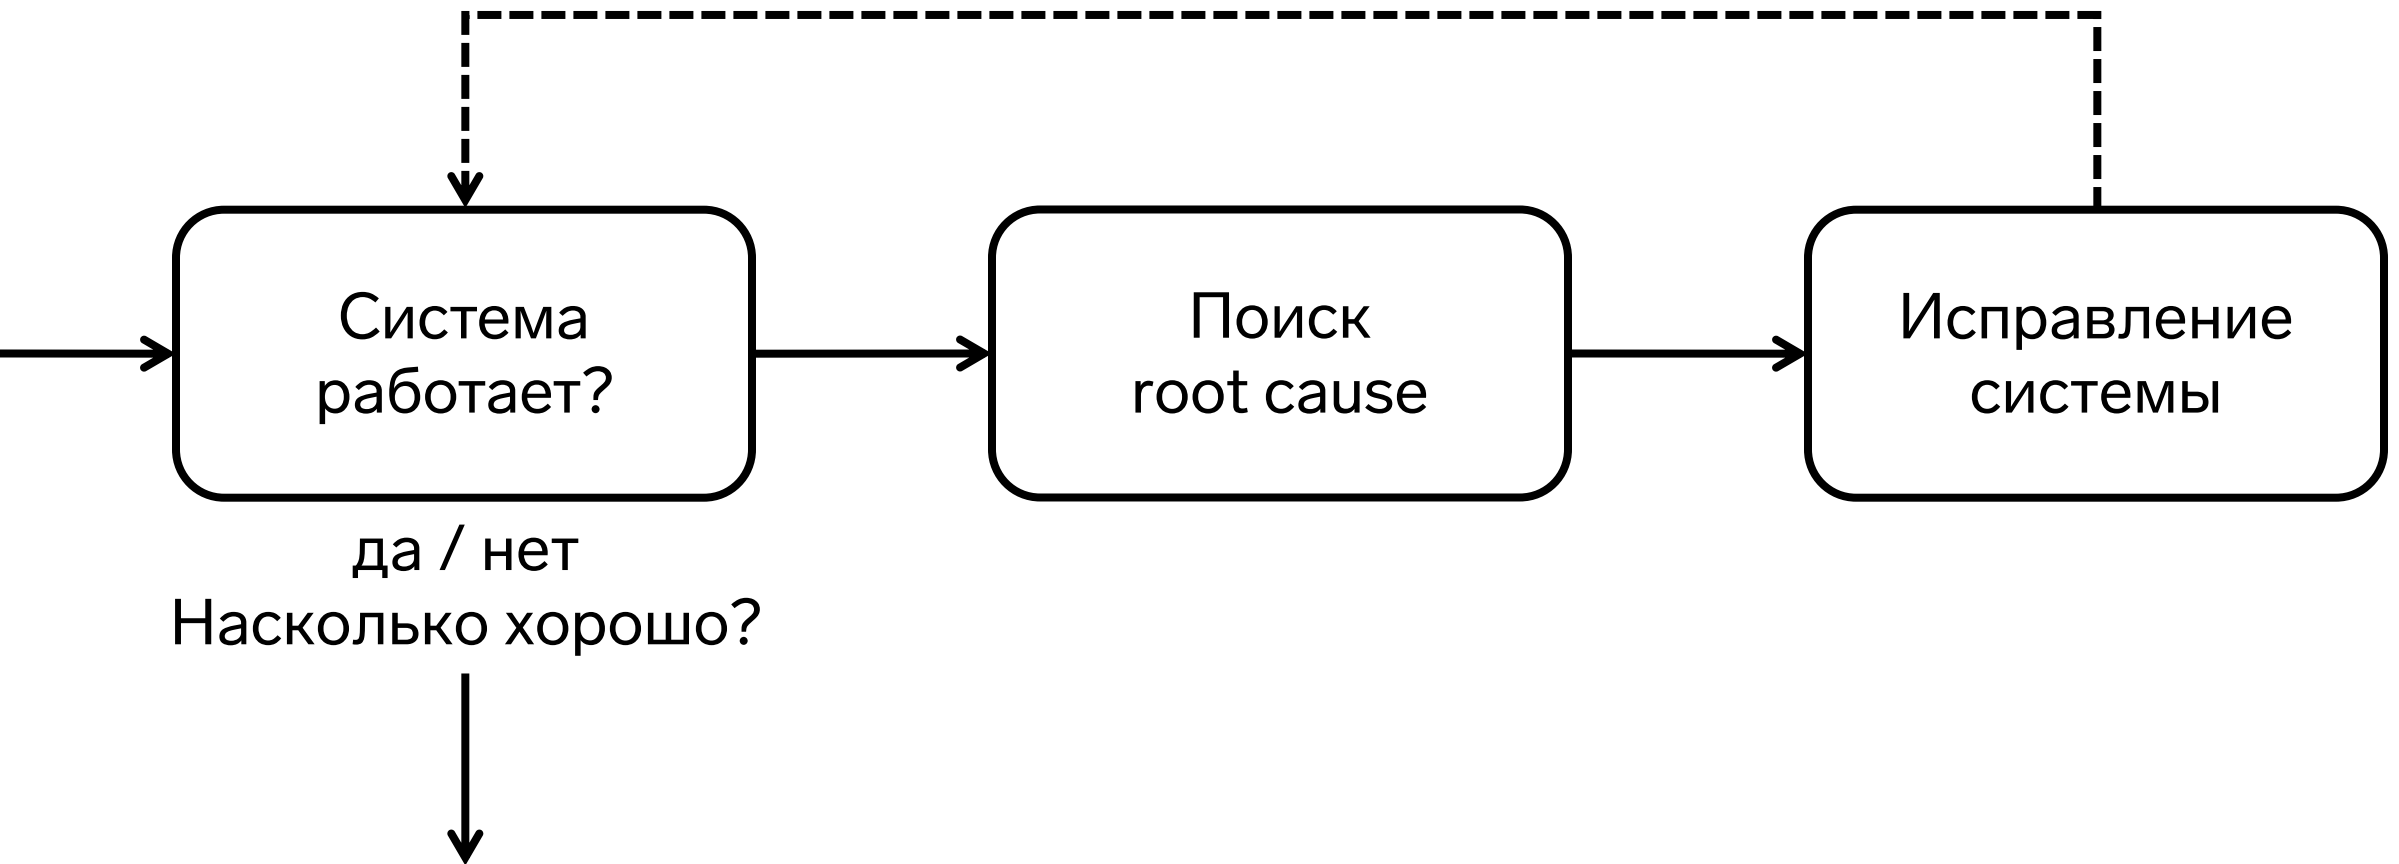 Система
работает?
Поиск
root cause
Исправление
системы
да / нет
Насколько хорошо?